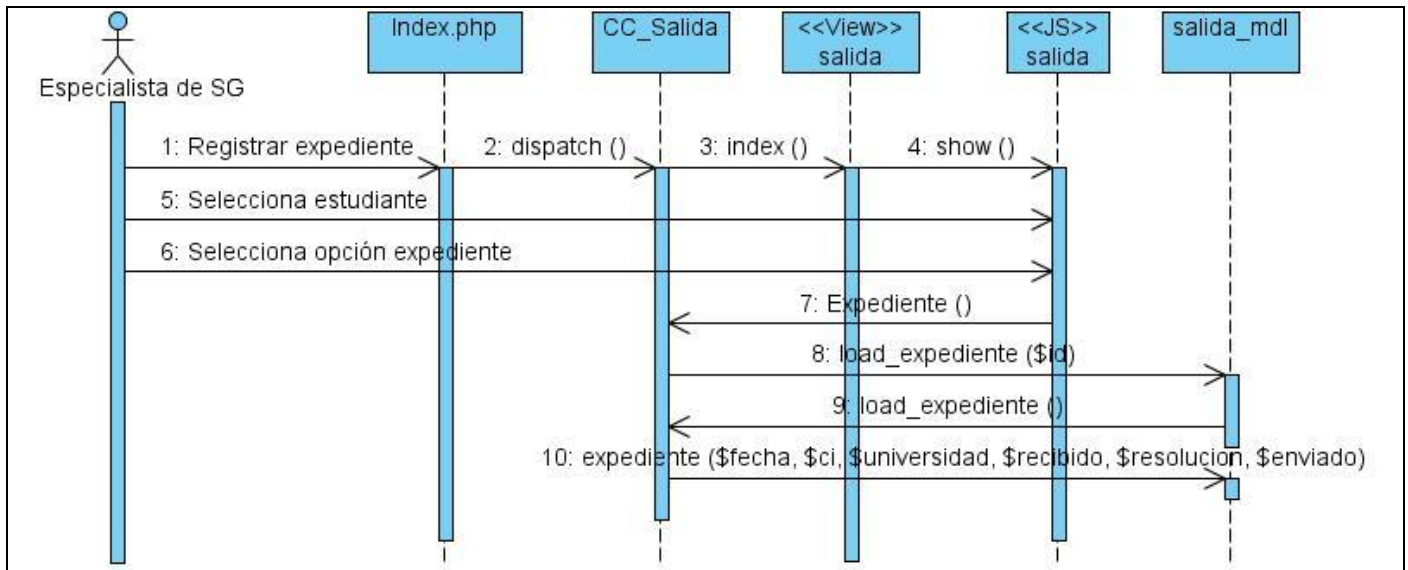 Index.php
CC_Salida
<<View>>
salida
<<JS>>
salida
salida_mdl
Especialista de SG
1: Registrar expediente
2: dispatch ()
3: index ()
4: show ()
5: Selecciona estudiante
6: Selecciona opción expediente
7: Expediente ()
8: load_expediente ($id)
9: load_expediente ()
10: expediente ($fecha, $ci, $universidad, $recibido, $resolucion, $enviado)